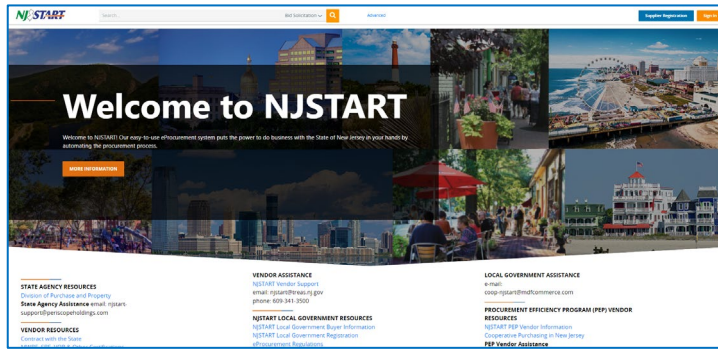 NJSTART
Search...
Bid Solicitation
Advanced
Supplier Registration
Sign In
Welcome to NJSTART
Welcome to NJSTART! Our easy-to-use eProcurement system puts the power to do business with the State of New Jersey in your hands by
automating the procurement process.
MORE INFORMATION
STATE AGENCY RESOURCES
Division of Purchase and Property
State Agency Assistance email: njstart-
support@periscopeholdings.com
VENDOR RESOURCES
Contract with the State
VENDOR ASSISTANCE
NJSTART Vendor Support
email: njstart@treas.nj.gov
phone: 609-341-3500
NJSTART LOCAL GOVERNMENT RESOURCES
NJSTART Local Government Buyer Information
NJSTART Local Government Registration
eProcurement Regulations
LOCAL GOVERNMENT ASSISTANCE
e-mail:
coop-njstart@mdfcommerce.com
PROCUREMENT EFFICIENCY PROGRAM (PEP) VENDOR
RESOURCES
NJSTART PEP Vendor Information
Cooperative Purchasing in New Jersey
PEP Vendor Assistance